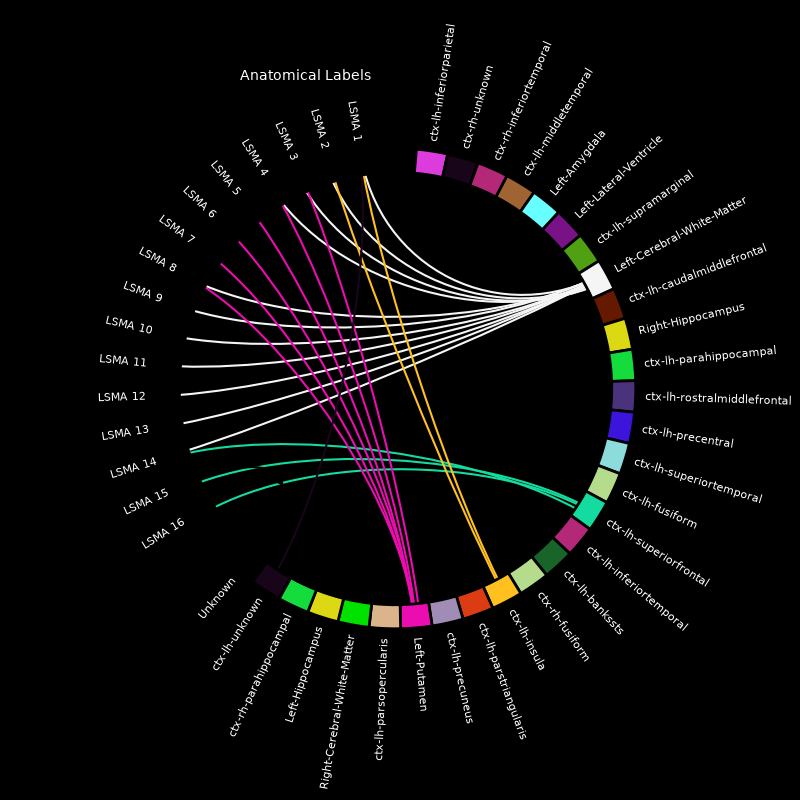 Anatomical Labels
LSMA 1
LSMA 2
LSMA 3
LSMA 4
LSMA 5
LSMA 6
LSMA 7
LSMA 8
LSMA 9
LSMA 10
LSMA 11
LSMA 12
LSMA 13
LSMA 14
LSMA 15
LSMA 16
Unknown
ctx-lh-unknown
ctx-rh-parahippocampal
Left-Hippocampus
Right-Cerebral-White-Matter
ctx-lh-parsopercularis
Left-Putamen
ctx-lh-precuneus
ctx-lh-parstriangularis
ctx-lh-insula
ctx-rh-fusiform
ctx-lh-bankssts
ctx-lh-inferiortemporal
ctx-lh-superiorfrontal
ctx-lh-fusiform
ctx-lh-superiortemporal
ctx-lh-precentral
ctx-lh-rostralmiddlefrontal
ctx-lh-parahippocampal
Right-Hippocampus
ctx-lh-caudalmiddlefrontal
Left-Cerebral-White-Matter
ctx-lh-supramarginal
Left-Lateral-Ventricle
Left-Amygdala
ctx-lh-middletemporal
ctx-rh-inferiortemporal
ctx-rh-unknown
ctx-lh-inferiorparietal